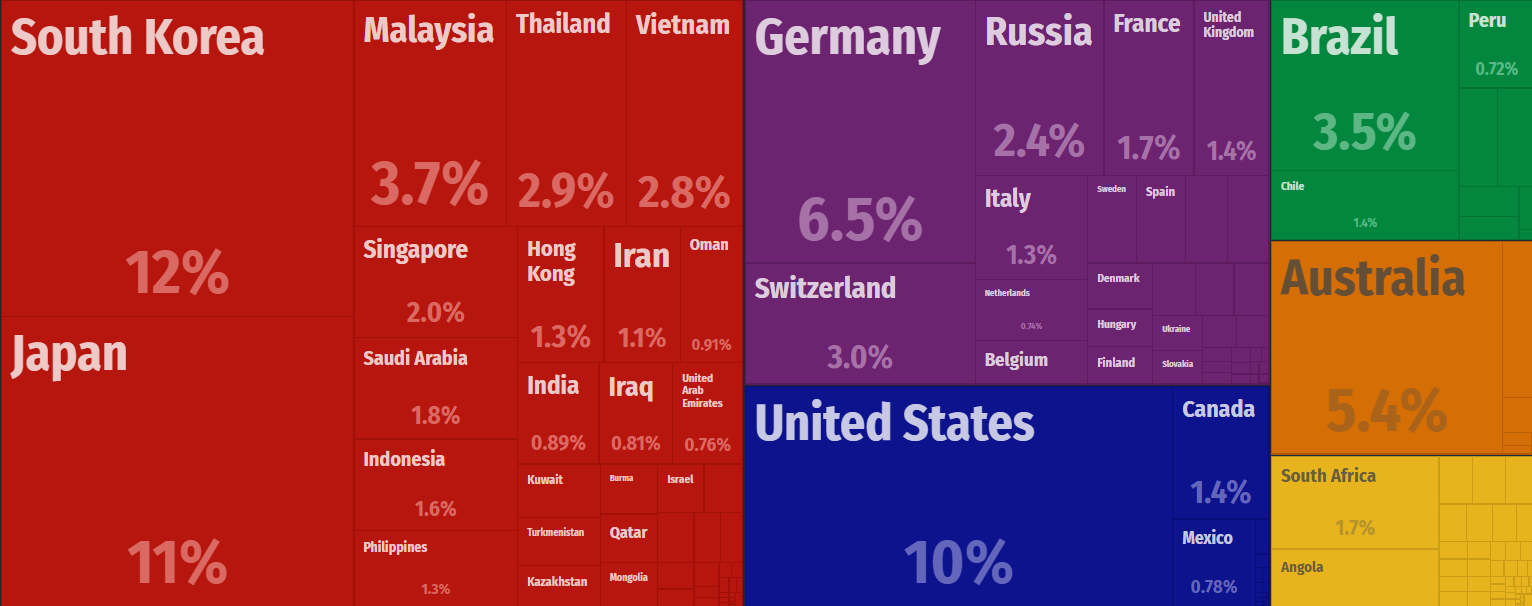 South Korea
12%
Japan
11%
Malaysia
3.7%
Thailand
2.9%
Vietnam
2.8%
Singapore
2.0%
Saudi Arabia
1.8%
Indonesia
1.6%
Philippines
1.3%
Hong
Kong
1.3%
Iran
1.1%
Oman
0.91%
India
0.89%
Iraq
0.81%
United
Arab
Emirates
0.76%
Kuwait
Burma
Israel
Turkmenistan
Qatar
Kazakhstan
Mongolia
Germany
6.5%
Switzerland
3.0%
Russia
2.4%
France
1.7%
United
Kingdom
1.4%
Italy
1.3%
Sweden
Spain
Netherlands
0.74%
Belgium
Denmark
Hungary
Finland
Ukraine
Slovakia
United States
10%
Canada
1.4%
Mexico
0.78%
Brazil
3.5%
Peru
0.72%
Chile
1.4%
Australia
5.4%
South Africa
1.7%
Angola